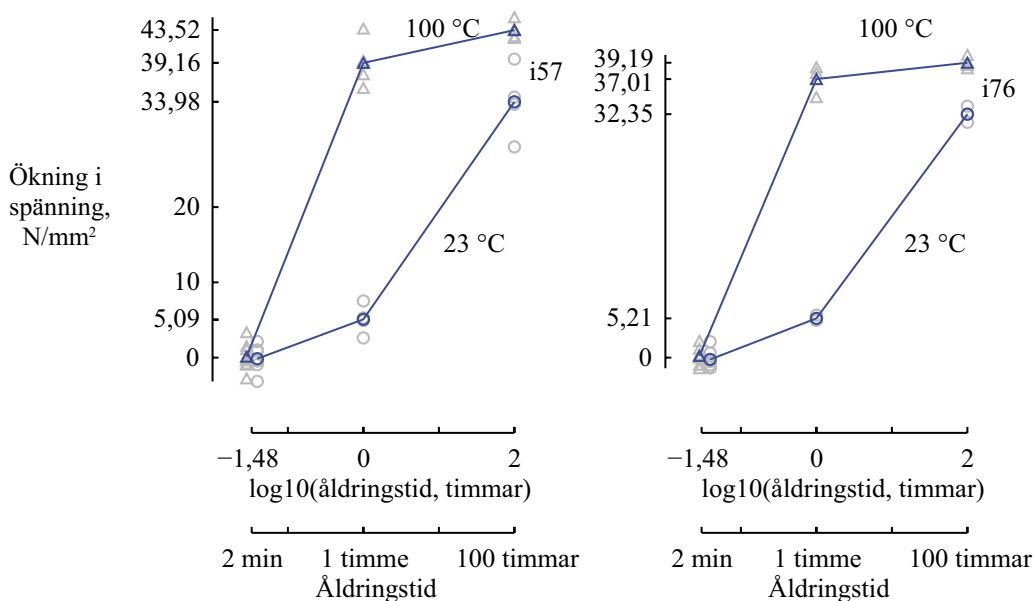 43,52
39,16
33,98
20
10
5,09
0
Ökning i
spänning,
N/mm²
100 °C
i57
23 °C
−1,48 0 2
log10(åldringstid, timmar)
2 min 1 timme 100 timmar
Åldringstid
39,19
37,01
32,35
5,21
0
100 °C
i76
23 °C
−1,48 0 2
log10(åldringstid, timmar)
2 min 1 timme 100 timmar
Åldringstid